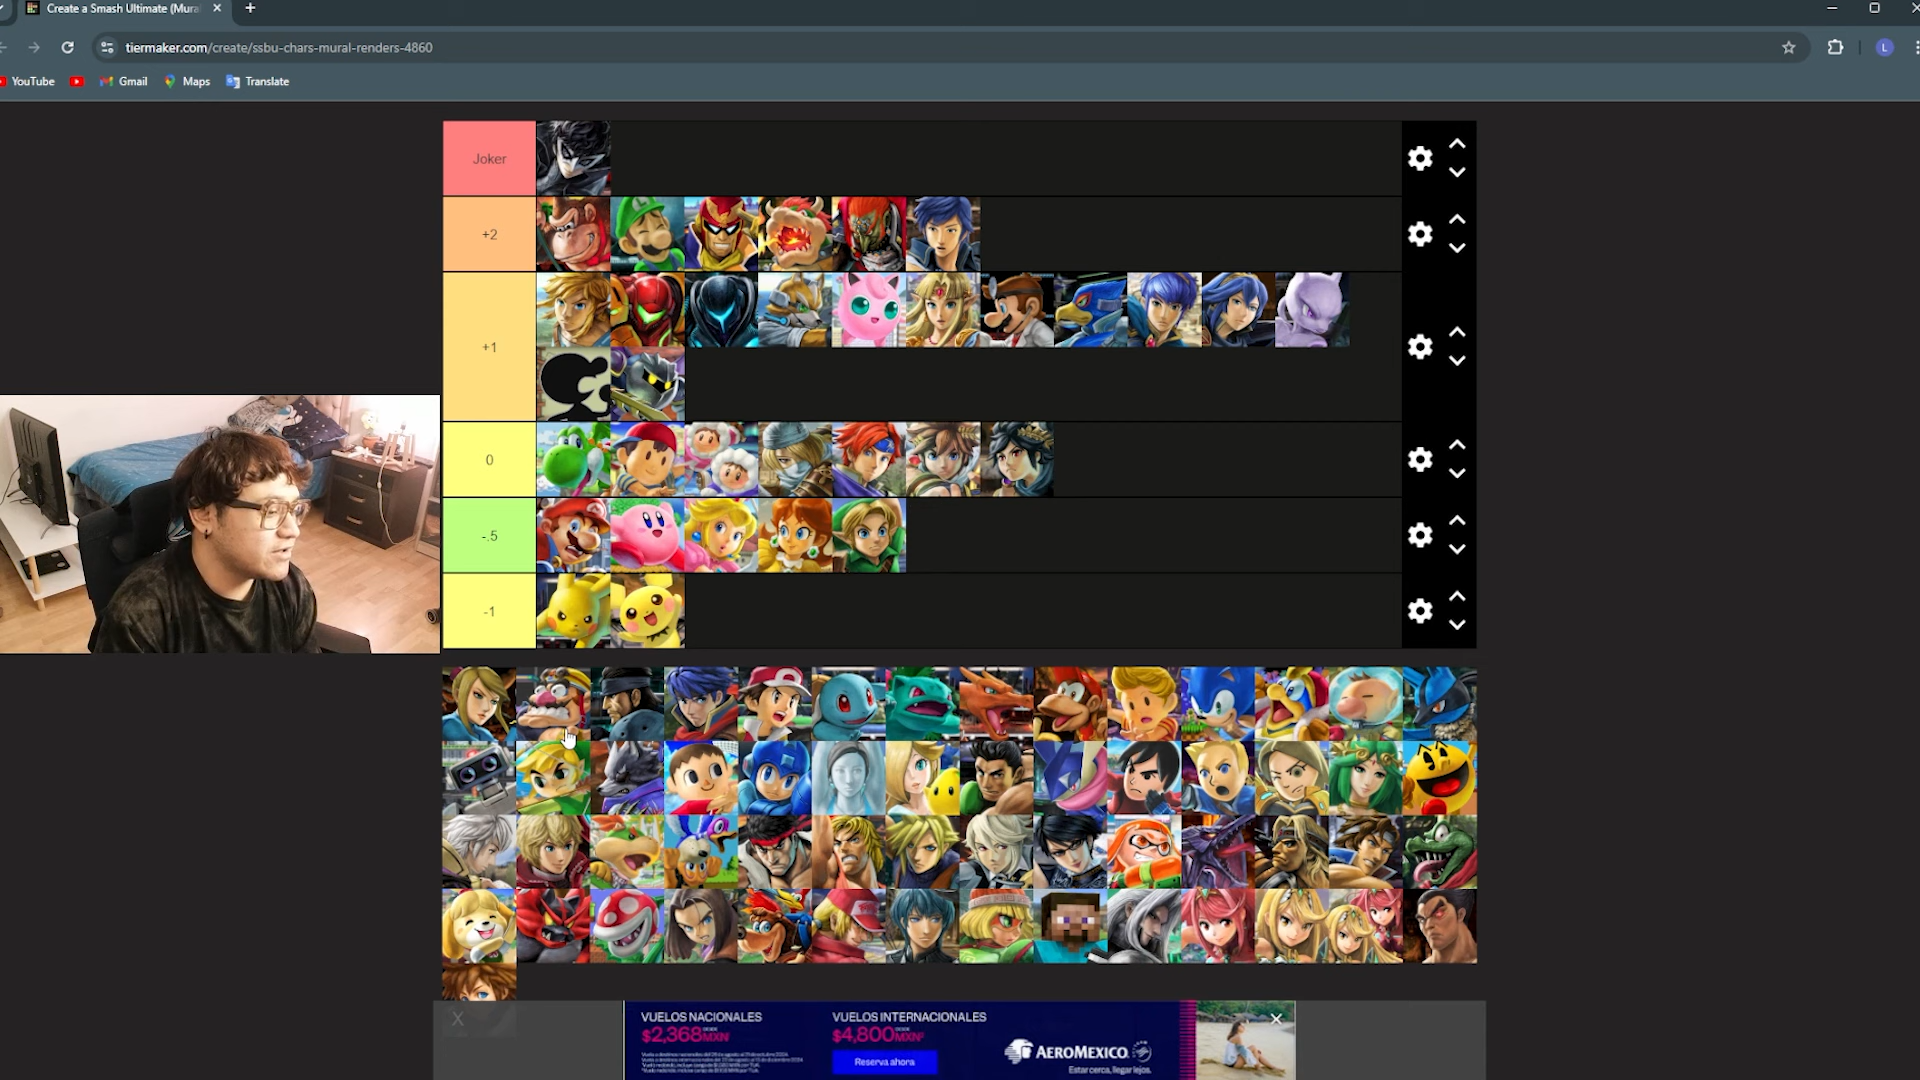 Create a Smash Ultimate (Mura
tiermaker.com/create/ssbu-chars-mural-renders-4860
L
YouTube
Gmail
Maps
Translate
Joker
+2
+1
0
-.5
-1
X
VUELOS NACIONALES
$2,368 MXN
VUELOS INTERNACIONALES
$4,800 MXN
Reserva ahora
AEROMEXICO.
Estar cerca, llegar lejos.